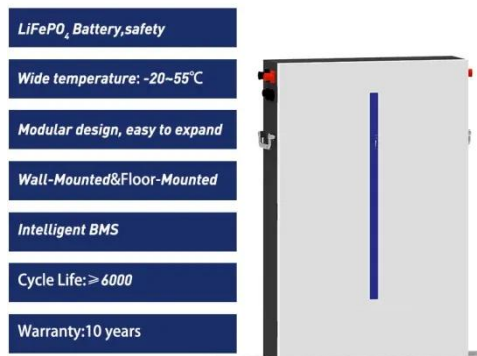 LiFePO₄ Battery,safety
Wide temperature: -20~55℃
Modular design, easy to expand
Wall-Mounted&Floor-Mounted
Intelligent BMS
Cycle Life:≥6000
Warranty:10 years